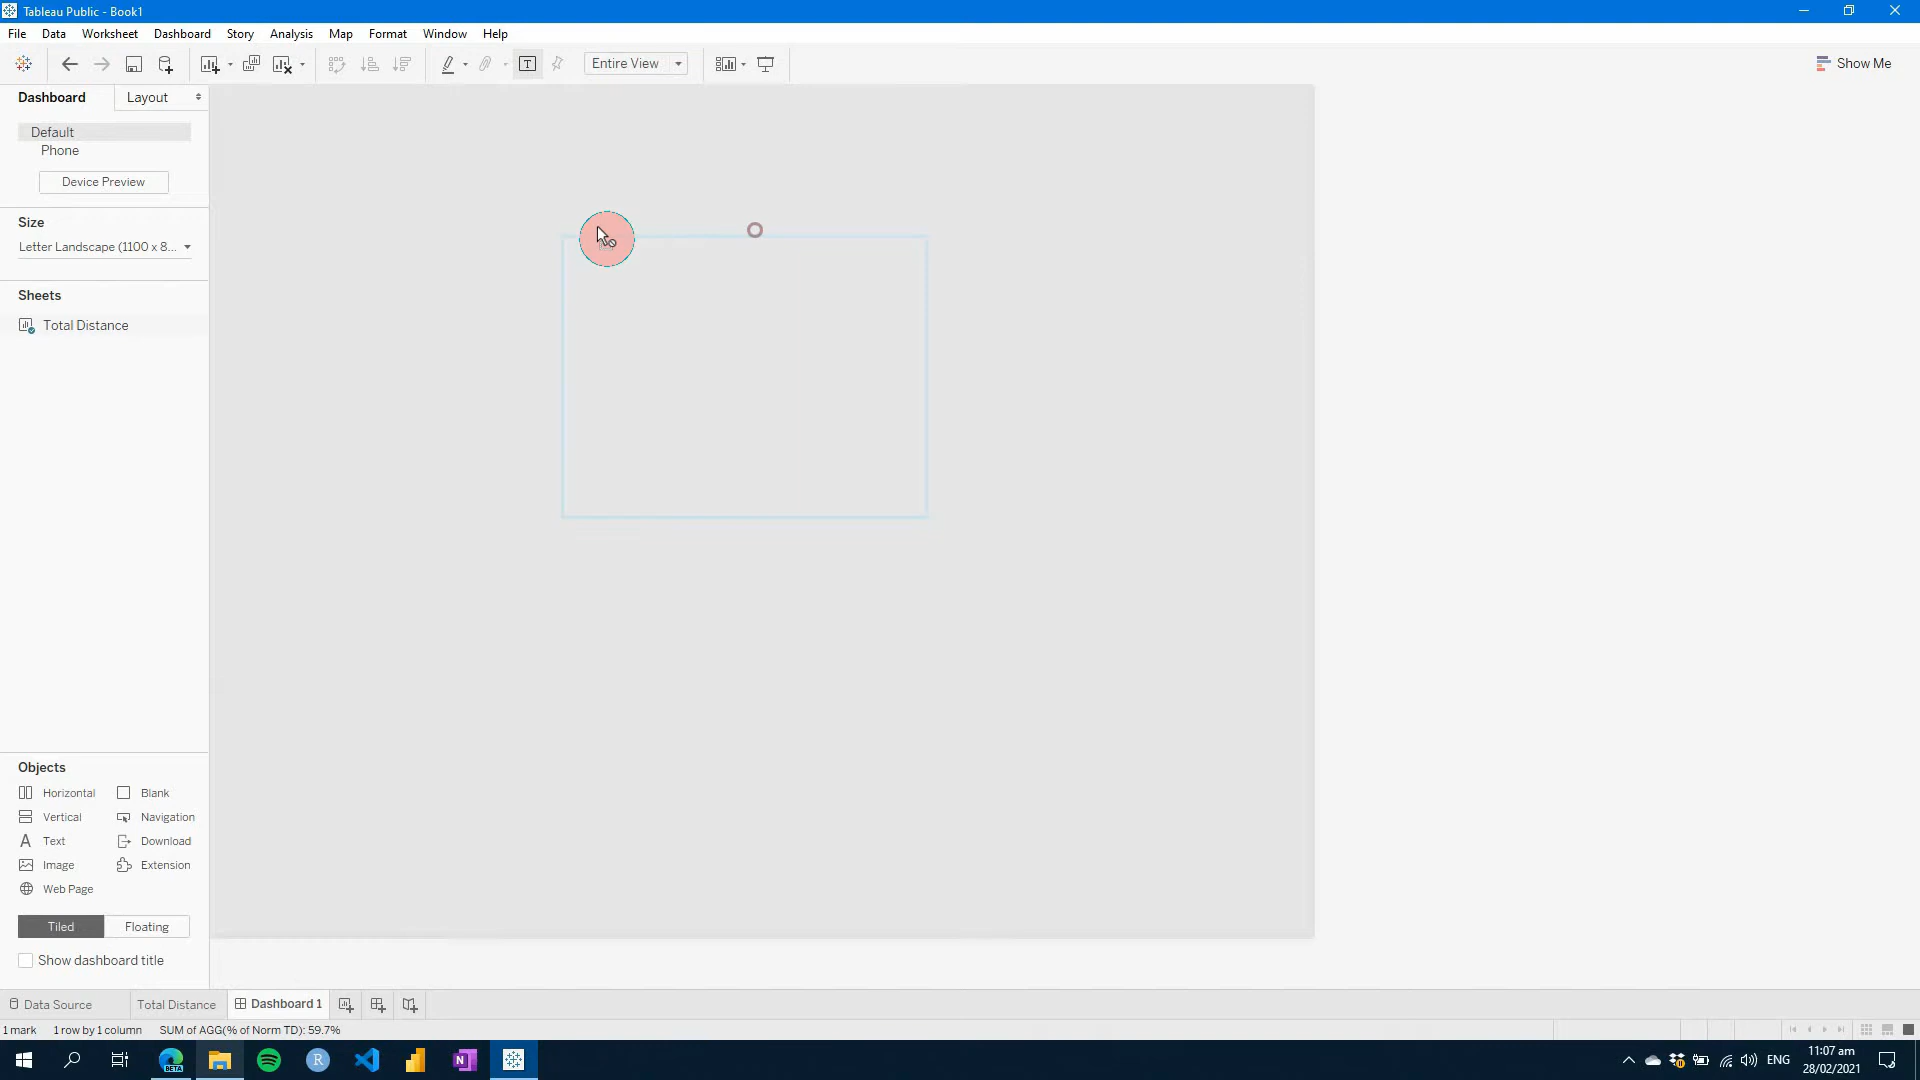 Tableau Public - Book1
File Data Worksheet Dashboard Story Analysis Map Format Window Help
Entire View
Show Me
Dashboard Layout
Default
Phone
Device Preview
Size
Letter Landscape (1100 x 8...
Sheets
Total Distance
Objects
Horizontal Blank
Vertical Navigation
A Text Download
Image Extension
Web Page
Tiled Floating
Show dashboard title
Data Source Total Distance Dashboard 1
1 mark 1 row by 1 column SUM of AGG(% of Norm TD): 59.7%
BETA R N ENG 11:07 am
28/02/2021